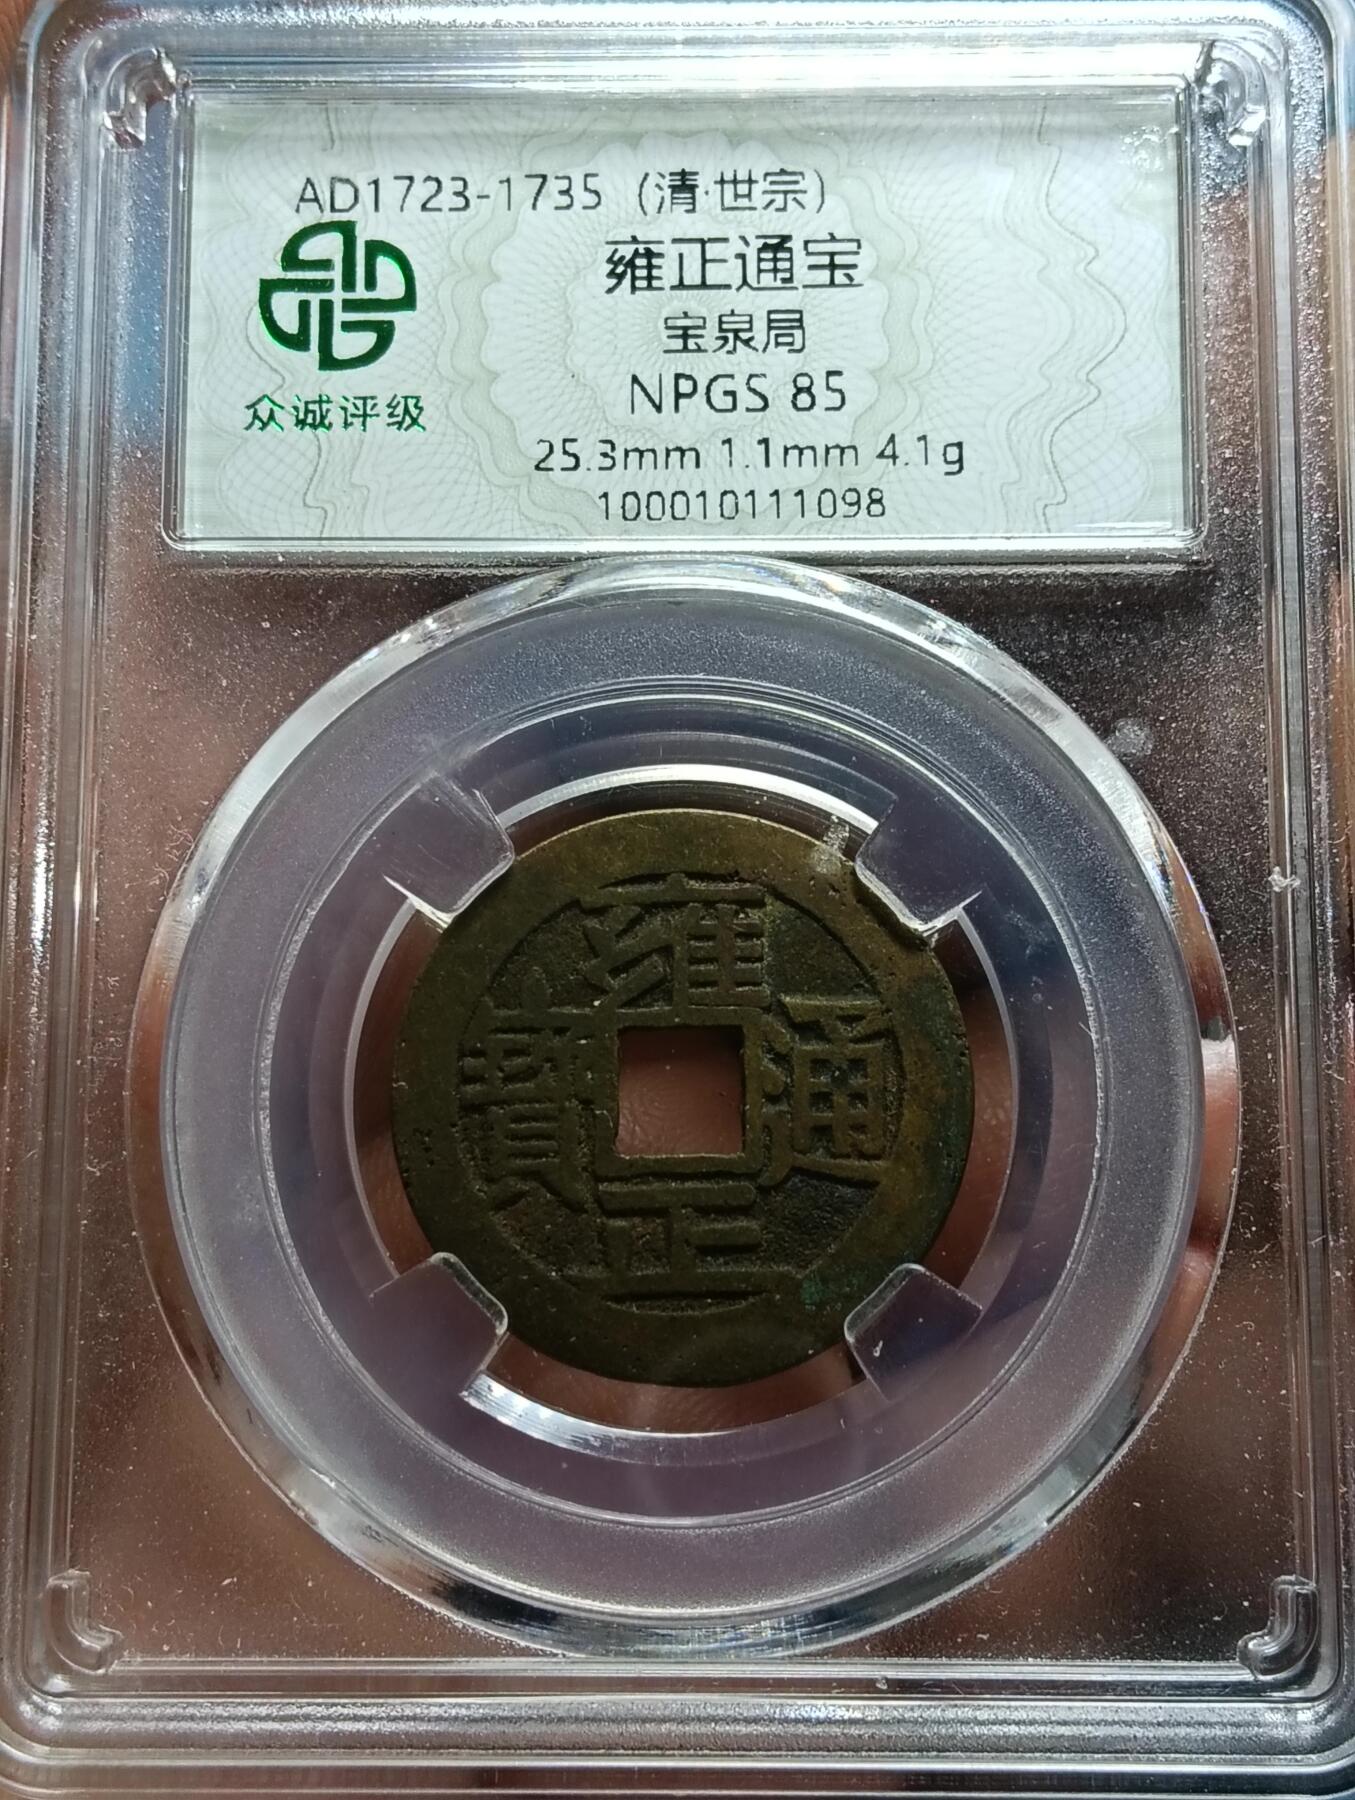 AD1723-1735 (清·世宗)
雍正通宝
宝泉局
NPGS 85
25.3mm 1.1mm 4.1g
100010111098
众诚评级
雍正通寶